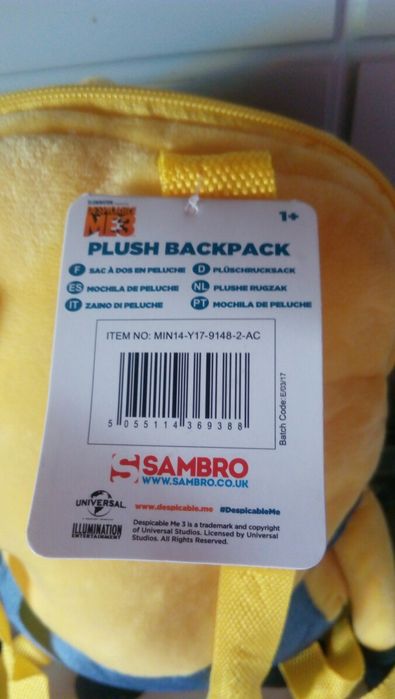 ILLUMINATION
DESPICABLE
ME3
1+
PLUSH BACKPACK
F SAC À DOS EN PELUCHE D PLÜSCHRUCKSACK
ES MOCHILA DE PELUCHE NL PLUSHE RUGZAK
IT ZAINO DI PELUCHE PT MOCHILA DE PELUCHE
ITEM NO: MIN14-Y17-9148-2-AC
5 055114 369388
Batch Code: E/03/17
S SAMBRO
WWW.SAMBRO.CO.UK
UNIVERSAL
www.despicable.me #DespicableMe
ILLUMINATION
ENTERTAINMENT
Despicable Me 3 is a trademark and copyright
of Universal Studios. Licensed by Universal
Studios. All Rights Reserved.